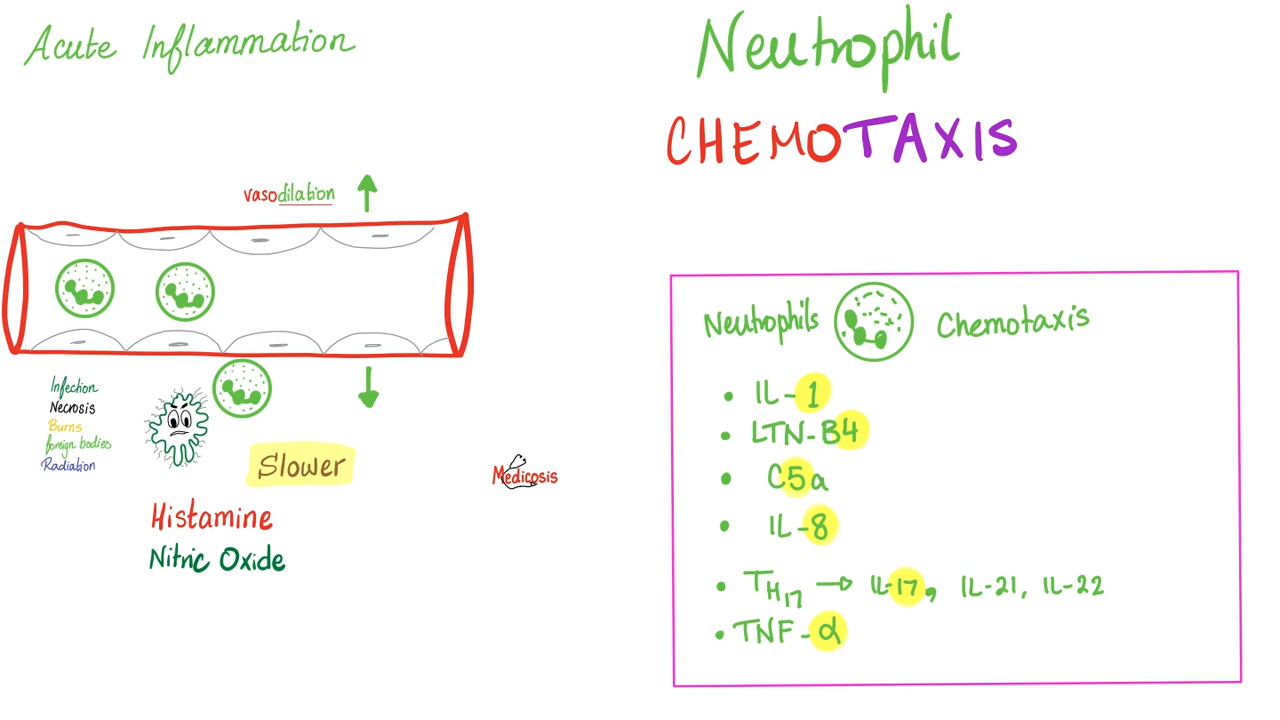 Acute Inflammation
vasodilation
Infection
Necrosis
Burns
foreign bodies
Radiation
Slower
Medicosis
Histamine
Nitric Oxide
Neutrophil
CHEMOTAXIS
Neutrophils Chemotaxis
• IL-1
• LTN-B4
• C5a
• IL-8
• TH17 → IL-17, IL-21, IL-22
• TNF-α